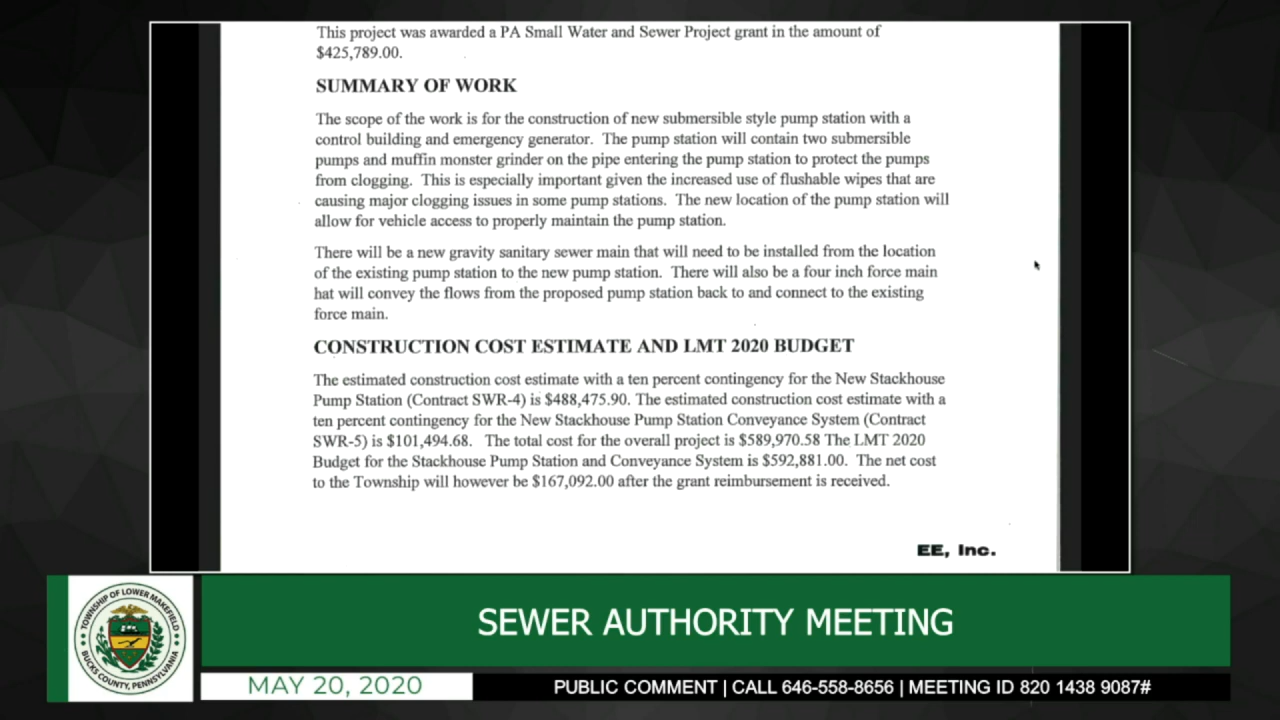 This project was awarded a PA Small Water and Sewer Project grant in the amount of
$425,789.00.
SUMMARY OF WORK
The scope of the work is for the construction of new submersible style pump station with a
control building and emergency generator. The pump station will contain two submersible
pumps and muffin monster grinder on the pipe entering the pump station to protect the pumps
from clogging. This is especially important given the increased use of flushable wipes that are
causing major clogging issues in some pump stations. The new location of the pump station will
allow for vehicle access to properly maintain the pump station.
There will be a new gravity sanitary sewer main that will need to be installed from the location
of the existing pump station to the new pump station. There will also be a four inch force main
hat will convey the flows from the proposed pump station back to and connect to the existing
force main.
CONSTRUCTION COST ESTIMATE AND LMT 2020 BUDGET
The estimated construction cost estimate with a ten percent contingency for the New Stackhouse
Pump Station (Contract SWR-4) is $488,475.90. The estimated construction cost estimate with a
ten percent contingency for the New Stackhouse Pump Station Conveyance System (Contract
SWR-5) is $101,494.68. The total cost for the overall project is $589,970.58 The LMT 2020
Budget for the Stackhouse Pump Station and Conveyance System is $592,881.00. The net cost
to the Township will however be $167,092.00 after the grant reimbursement is received.
EE, Inc.
TOWNSHIP OF LOWER MAKEFIELD
BUCKS COUNTY, PENNSYLVANIA
SEWER AUTHORITY MEETING
MAY 20, 2020
PUBLIC COMMENT | CALL 646-558-8656 | MEETING ID 820 1438 9087#